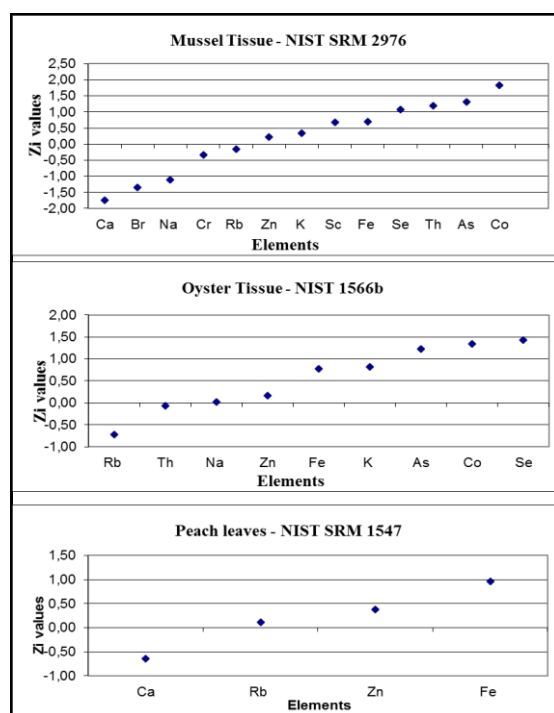 Mussel Tissue - NIST SRM 2976
2,50
2,00
1,50
1,00
0,50
0,00
-0,50
-1,00
-1,50
-2,00
Zi values
Ca Br Na Cr Rb Zn K Sc Fe Se Th As Co
Elements
Oyster Tissue - NIST 1566b
2,00
1,50
1,00
0,50
0,00
-0,50
-1,00
Zi values
Rb Th Na Zn Fe K As Co Se
Elements
Peach leaves - NIST SRM 1547
1,50
1,00
0,50
0,00
-0,50
-1,00
Zi values
Ca Rb Zn Fe
Elements